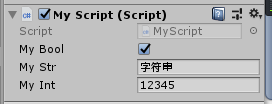 My Script (Script)
Script MyScript
My Bool
My Str 字符串
My Int 12345